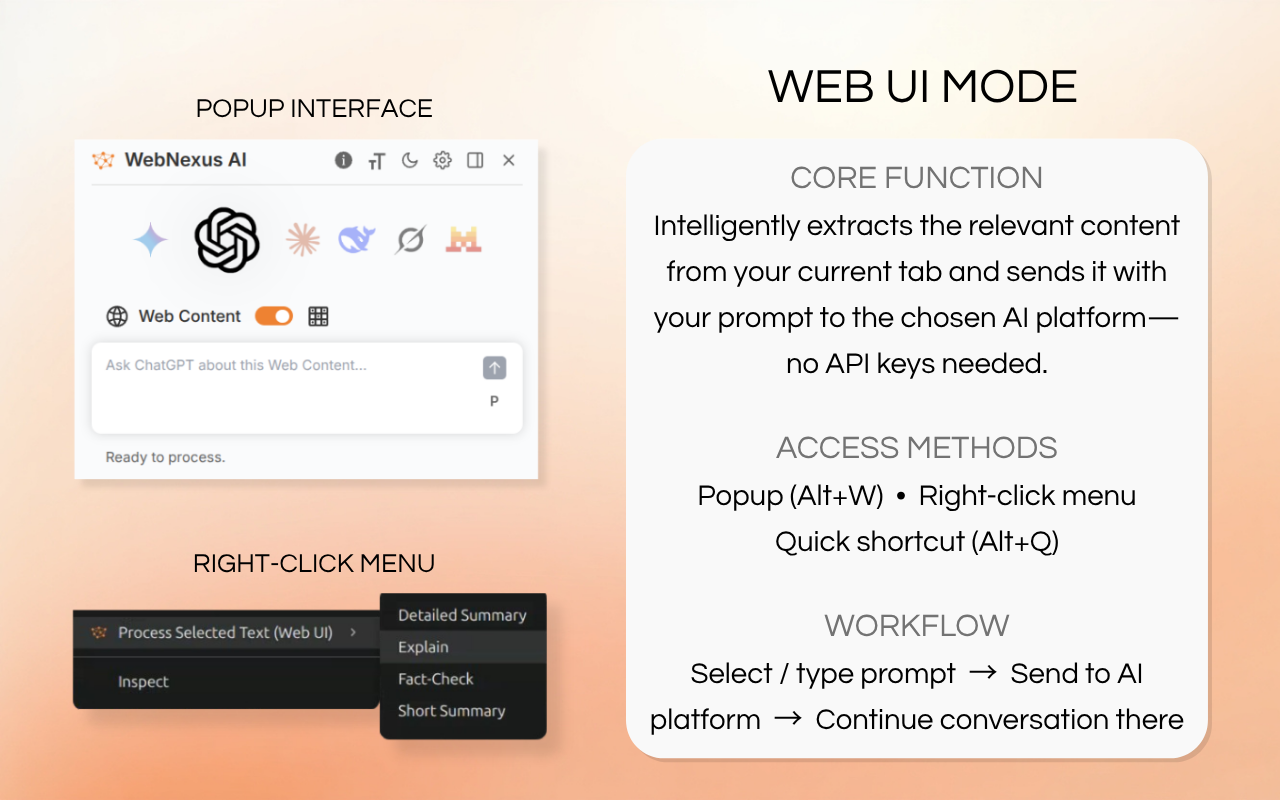 POPUP INTERFACE
WebNexus AI
Web Content
Ask ChatGPT about this Web Content...
P
Ready to process.
RIGHT-CLICK MENU
Process Selected Text (Web UI)
Inspect
Detailed Summary
Explain
Fact-Check
Short Summary
WEB UI MODE
CORE FUNCTION
Intelligently extracts the relevant content
from your current tab and sends it with
your prompt to the chosen AI platform—
no API keys needed.
ACCESS METHODS
Popup (Alt+W) • Right-click menu
Quick shortcut (Alt+Q)
WORKFLOW
Select / type prompt → Send to AI
platform → Continue conversation there